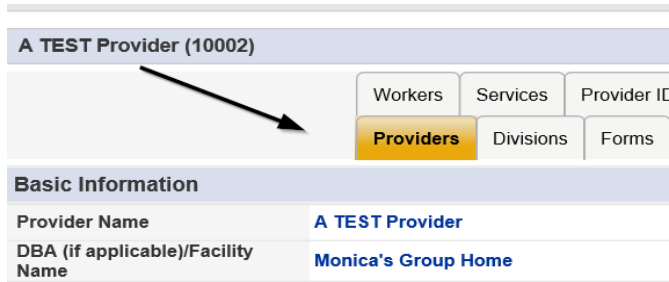 A TEST Provider (10002)
Workers Services Provider ID
Providers Divisions Forms
Basic Information
Provider Name A TEST Provider
DBA (if applicable)/Facility
Name Monica's Group Home